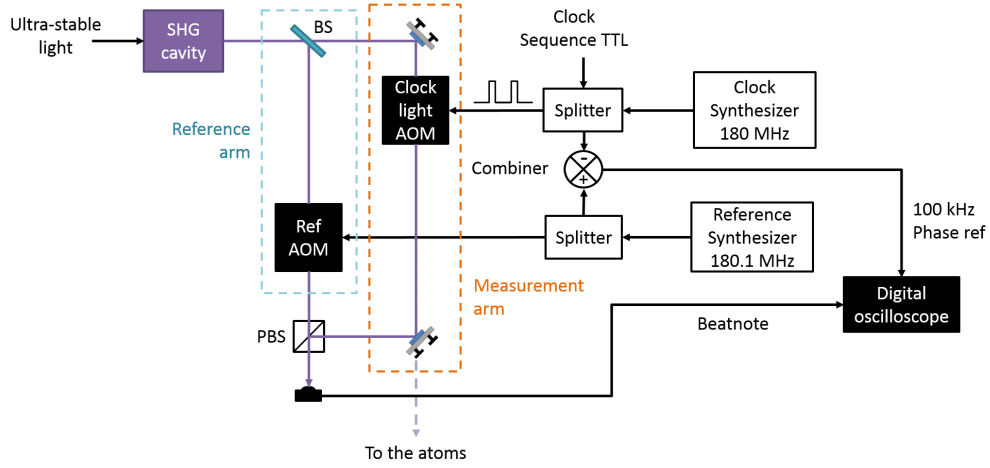 Ultra-stable
light
SHG
cavity
BS
Clock
Sequence TTL
Clock
light
AOM
Splitter
Clock
Synthesizer
180 MHz
Reference
arm
Combiner
-
+
Ref
AOM
Splitter
Reference
Synthesizer
180.1 MHz
100 kHz
Phase ref
Measurement
arm
Digital
oscilloscope
PBS
Beatnote
To the atoms